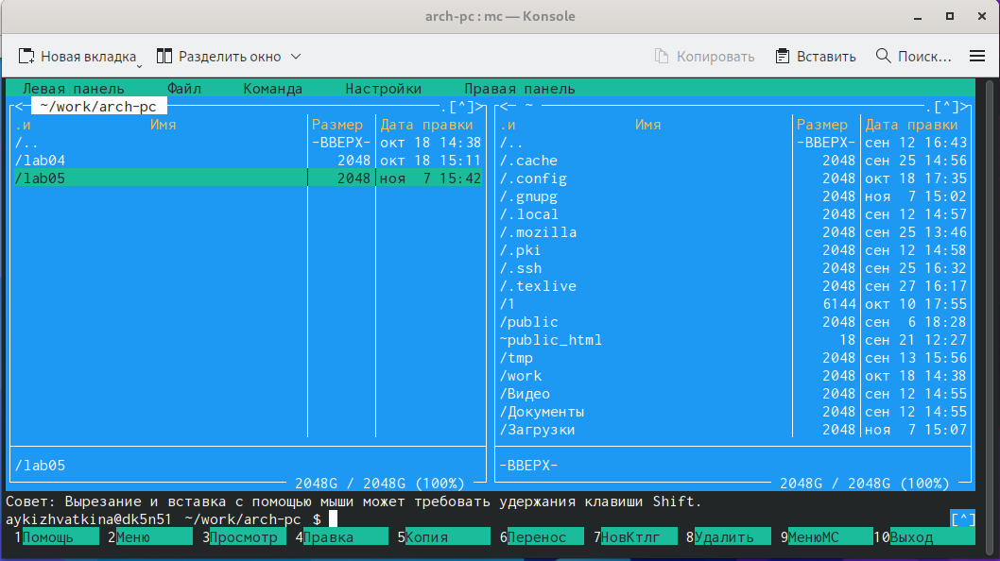 arch-pc : mc — Konsole
Новая вкладка Разделить окно Копировать Вставить Поиск...
Левая панель Файл Команда Настройки Правая панель
<- ~/work/arch-pc .[^]> <- ~ .[^]>
.и Имя Размер Дата правки .и Имя Размер Дата правки
/.. -ВВЕРХ- окт 18 14:38 /.. -ВВЕРХ- сен 12 16:43
/lab04 2048 окт 18 15:11 /.cache 2048 сен 25 14:56
/lab05 2048 ноя 7 15:42 /.config 2048 окт 18 17:35
/.gnupg 2048 ноя 7 15:02
/.local 2048 сен 12 14:57
/.mozilla 2048 сен 25 13:46
/.pki 2048 сен 12 14:58
/.ssh 2048 сен 25 16:32
/.texlive 2048 сен 27 16:17
/1 6144 окт 10 17:55
/public 2048 сен 6 18:28
~public_html 18 сен 21 12:27
/tmp 2048 сен 13 15:56
/work 2048 окт 18 14:38
/Видео 2048 сен 12 14:55
/Документы 2048 сен 12 14:55
/Загрузки 2048 ноя 7 15:07
/lab05 -ВВЕРХ-
2048G / 2048G (100%) 2048G / 2048G (100%)
Совет: Вырезание и вставка с помощью мыши может требовать удержания клавиши Shift.
aykizhvatkina@dk5n51 ~/work/arch-pc $ [^]
1Помощь 2Меню 3Просмотр 4Правка 5Копия 6Перенос 7НовКтлг 8Удалить 9МенюМС 10Выход